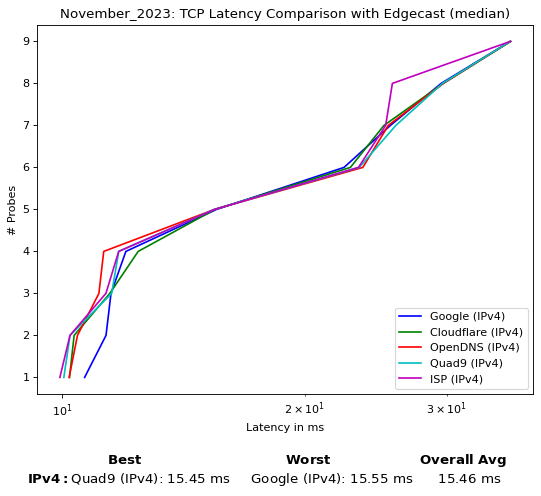 November_2023: TCP Latency Comparison with Edgecast (median)
# Probes
9
8
7
6
5
4
3
2
1
Google (IPv4)
Cloudflare (IPv4)
OpenDNS (IPv4)
Quad9 (IPv4)
ISP (IPv4)
10¹ 2 × 10¹ 3 × 10¹
Latency in ms
Best Worst Overall Avg
IPv4: Quad9 (IPv4): 15.45 ms Google (IPv4): 15.55 ms 15.46 ms